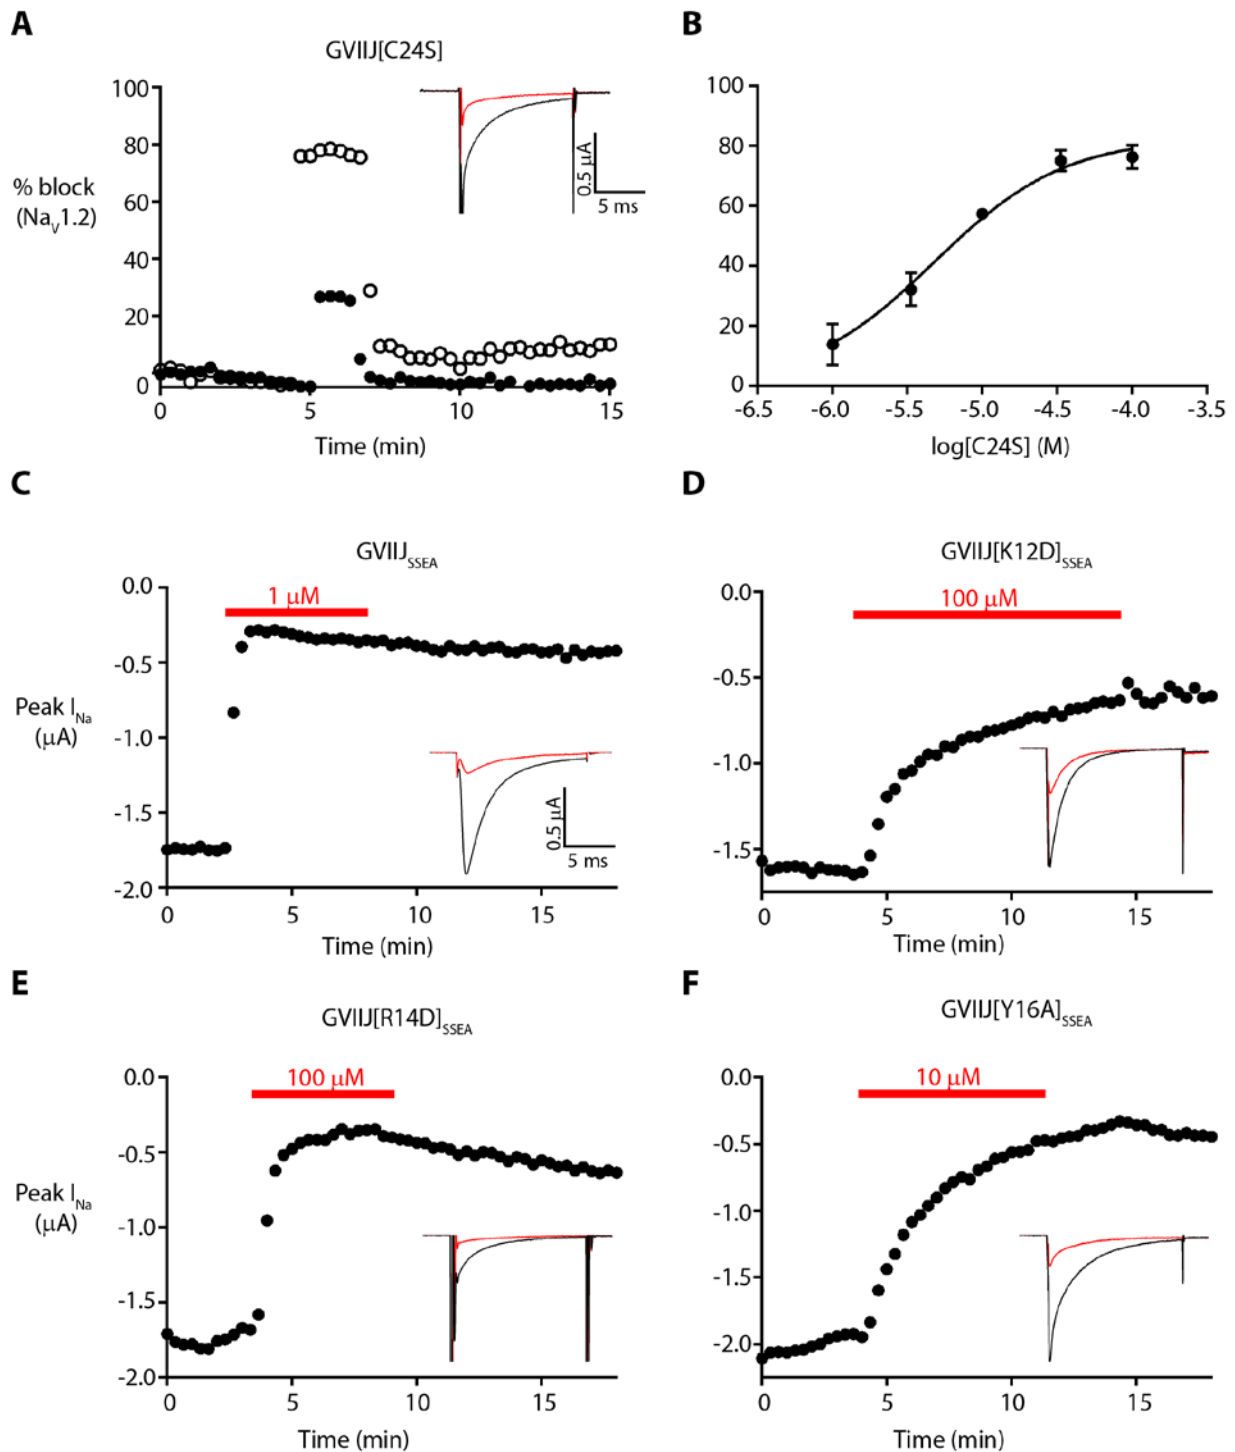 A
GVIIJ[C24S]
100
80
60
40
20
0
% block
(NaV1.2)
0.5 µA
5 ms
0
5
10
15
Time (min)
B
100
80
60
40
20
0
-6.5
-6.0
-5.5
-5.0
-4.5
-4.0
-3.5
log[C24S] (M)
C
GVIIJSSEA
1 µM
0.0
-0.5
-1.0
-1.5
-2.0
Peak INa
(µA)
0.5 µA
5 ms
0
5
10
15
Time (min)
D
GVIIJ[K12D]SSEA
100 µM
0.0
-0.5
-1.0
-1.5
0
5
10
15
Time (min)
E
GVIIJ[R14D]SSEA
100 µM
0.0
-0.5
-1.0
-1.5
-2.0
Peak INa
(µA)
0
5
10
15
Time (min)
F
GVIIJ[Y16A]SSEA
10 µM
0.0
-0.5
-1.0
-1.5
-2.0
0
5
10
15
Time (min)